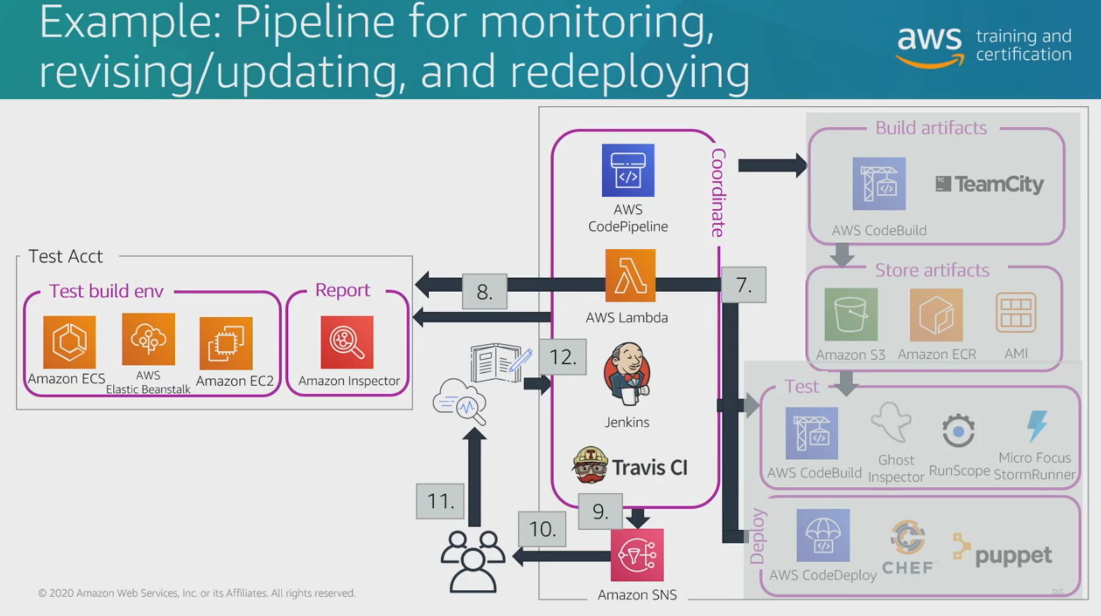 Example: Pipeline for monitoring,
revising/updating, and redeploying
aws
training and
certification
Test Acct
Test build env
Amazon ECS
AWS
Elastic Beanstalk
Amazon EC2
Report
Amazon Inspector
Coordinate
AWS
CodePipeline
AWS Lambda
Jenkins
Travis CI
Build artifacts
AWS CodeBuild
TC
TeamCity
Store artifacts
Amazon S3
Amazon ECR
AMI
Test
AWS CodeBuild
Ghost
Inspector
RunScope
Micro Focus
StormRunner
Deploy
AWS CodeDeploy
CHEF
puppet
7.
8.
9.
10.
11.
12.
Amazon SNS
© 2020 Amazon Web Services, Inc. or its Affiliates. All rights reserved.
86